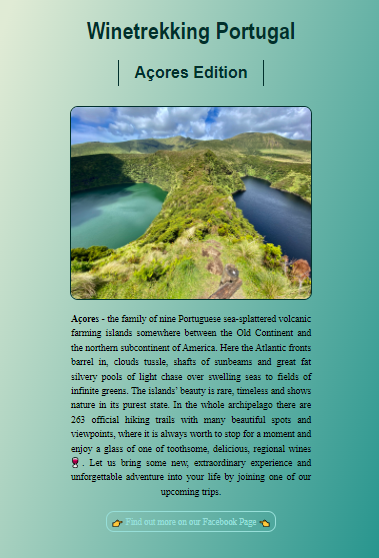 Winetrekking Portugal
Açores Edition
Açores - the family of nine Portuguese sea-splattered volcanic
farming islands somewhere between the Old Continent and
the northern subcontinent of America. Here the Atlantic fronts
barrel in, clouds tussle, shafts of sunbeams and great fat
silvery pools of light chase over swelling seas to fields of
infinite greens. The islands' beauty is rare, timeless and shows
nature in its purest state. In the whole archipelago there are
263 official hiking trails with many beautiful spots and
viewpoints, where it is always worth to stop for a moment and
enjoy a glass of one of toothsome, delicious, regional wines
🍷. Let us bring some new, extraordinary experience and
unforgettable adventure into your life by joining one of our
upcoming trips.
👉 Find out more on our Facebook Page 👈